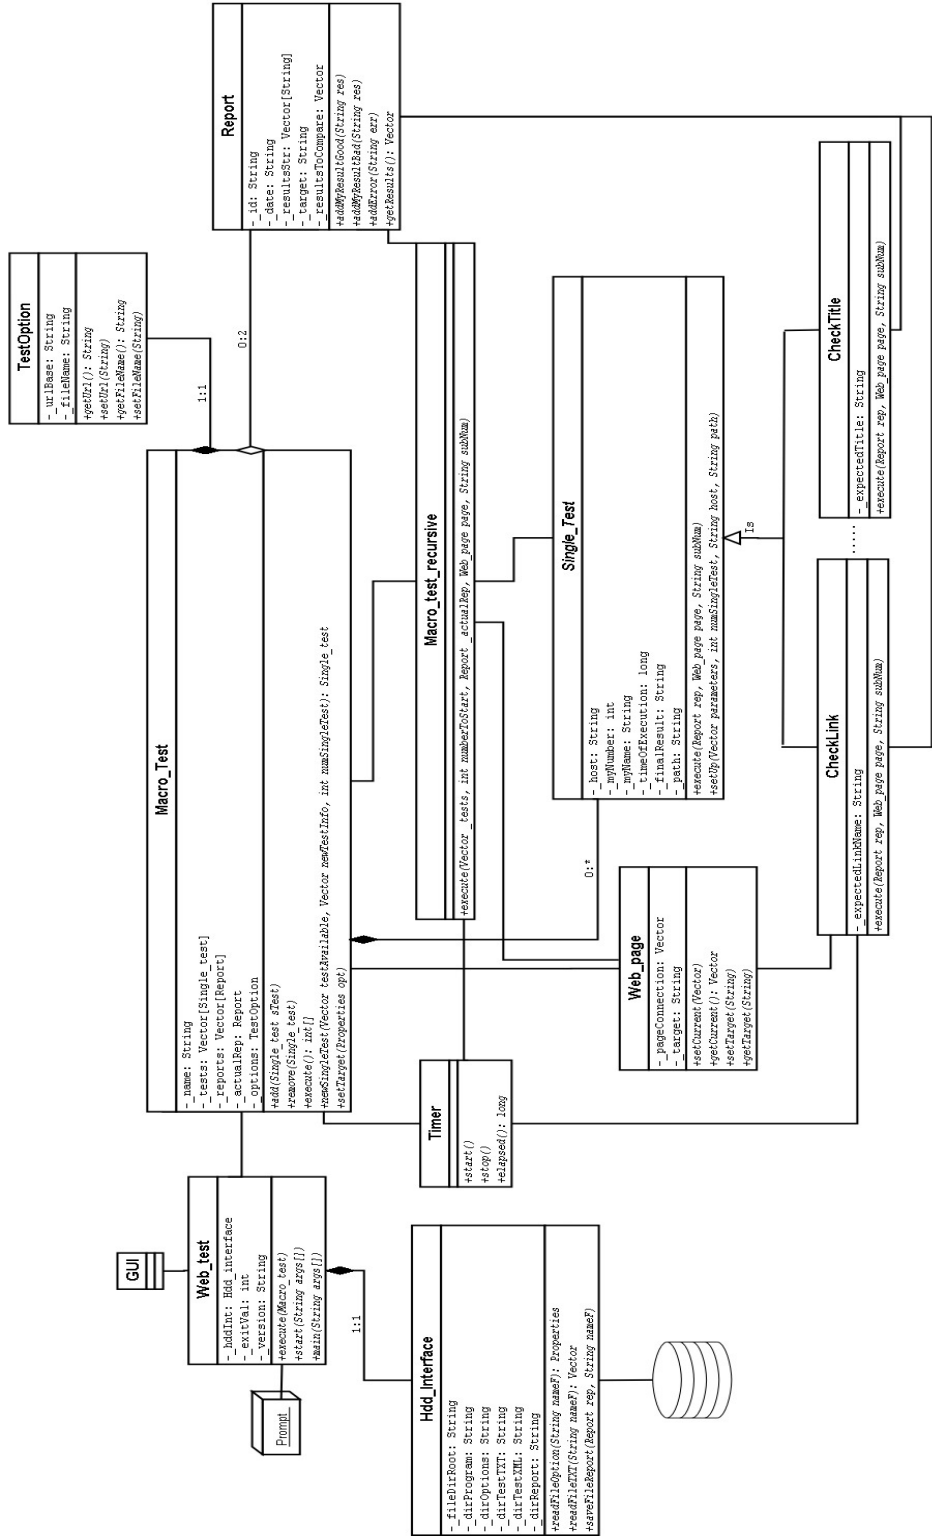 GUI
Prompt
Web_test
-_hddInt: Hdd_interface
-_exitVal: int
-_version: String
+execute(Macro_test)
+start(String args[])
+main(String args[])
1:1
Hdd_Interface
-_fileDirRoot: String
-_dirProgram: String
-_dirOptions: String
-_dirTestTXT: String
-_dirTestXML: String
-_dirReport: String
+readFileOption(String nameF): Properties
+readFileTXT(String nameF): Vector
+saveFileReport(Report rep, String nameF)
Macro_Test
-_name: String
-_tests: Vector[Single_test]
-_reports: Vector[Report]
-_actualRep: Report
-_options: TestOption
+add(Single_test sTest)
+remove(Single_test)
+execute(): int[]
+newSingleTest(Vector testAvailable, Vector newTestInfo, int numSingleTest): Single_test
+setTarget(Properties opt)
TestOption
-_urlBase: String
-_fileName: String
+getUrl(): String
+setUrl(String)
+getFileName(): String
+setFileName(String)
1:1
0:2
Report
-_id: String
-_date: String
-_resultsStr: Vector[String]
-_target: String
-_resultsToCompare: Vector
+addMyResultGood(String res)
+addMyResultBad(String res)
+addError(String err)
+getResults(): Vector
Timer
+start()
+stop()
+elapsed(): long
Macro_test_recursive
+execute(Vector _tests, int numberToStart, Report _actualRep, Web_page page, String subNum)
0:*
Web_page
-_pageConnection: Vector
-_target: String
+setCurrent(Vector)
+getCurrent(): Vector
+setTarget(String)
+getTarget(String)
Single_Test
-_host: String
-_myNumber: int
-_myName: String
-_timeOfExecution: long
-_finalResult: String
-_path: String
+execute(Report rep, Web_page page, String subNum)
+setUp(Vector parameters, int numSingleTest, String host, String path)
Is
CheckLink
-_expectedLinkName: String
+execute(Report rep, Web_page page, String subNum)
.....
CheckTitle
-_expectedTitle: String
+execute(Report rep, Web_page page, String subNum)